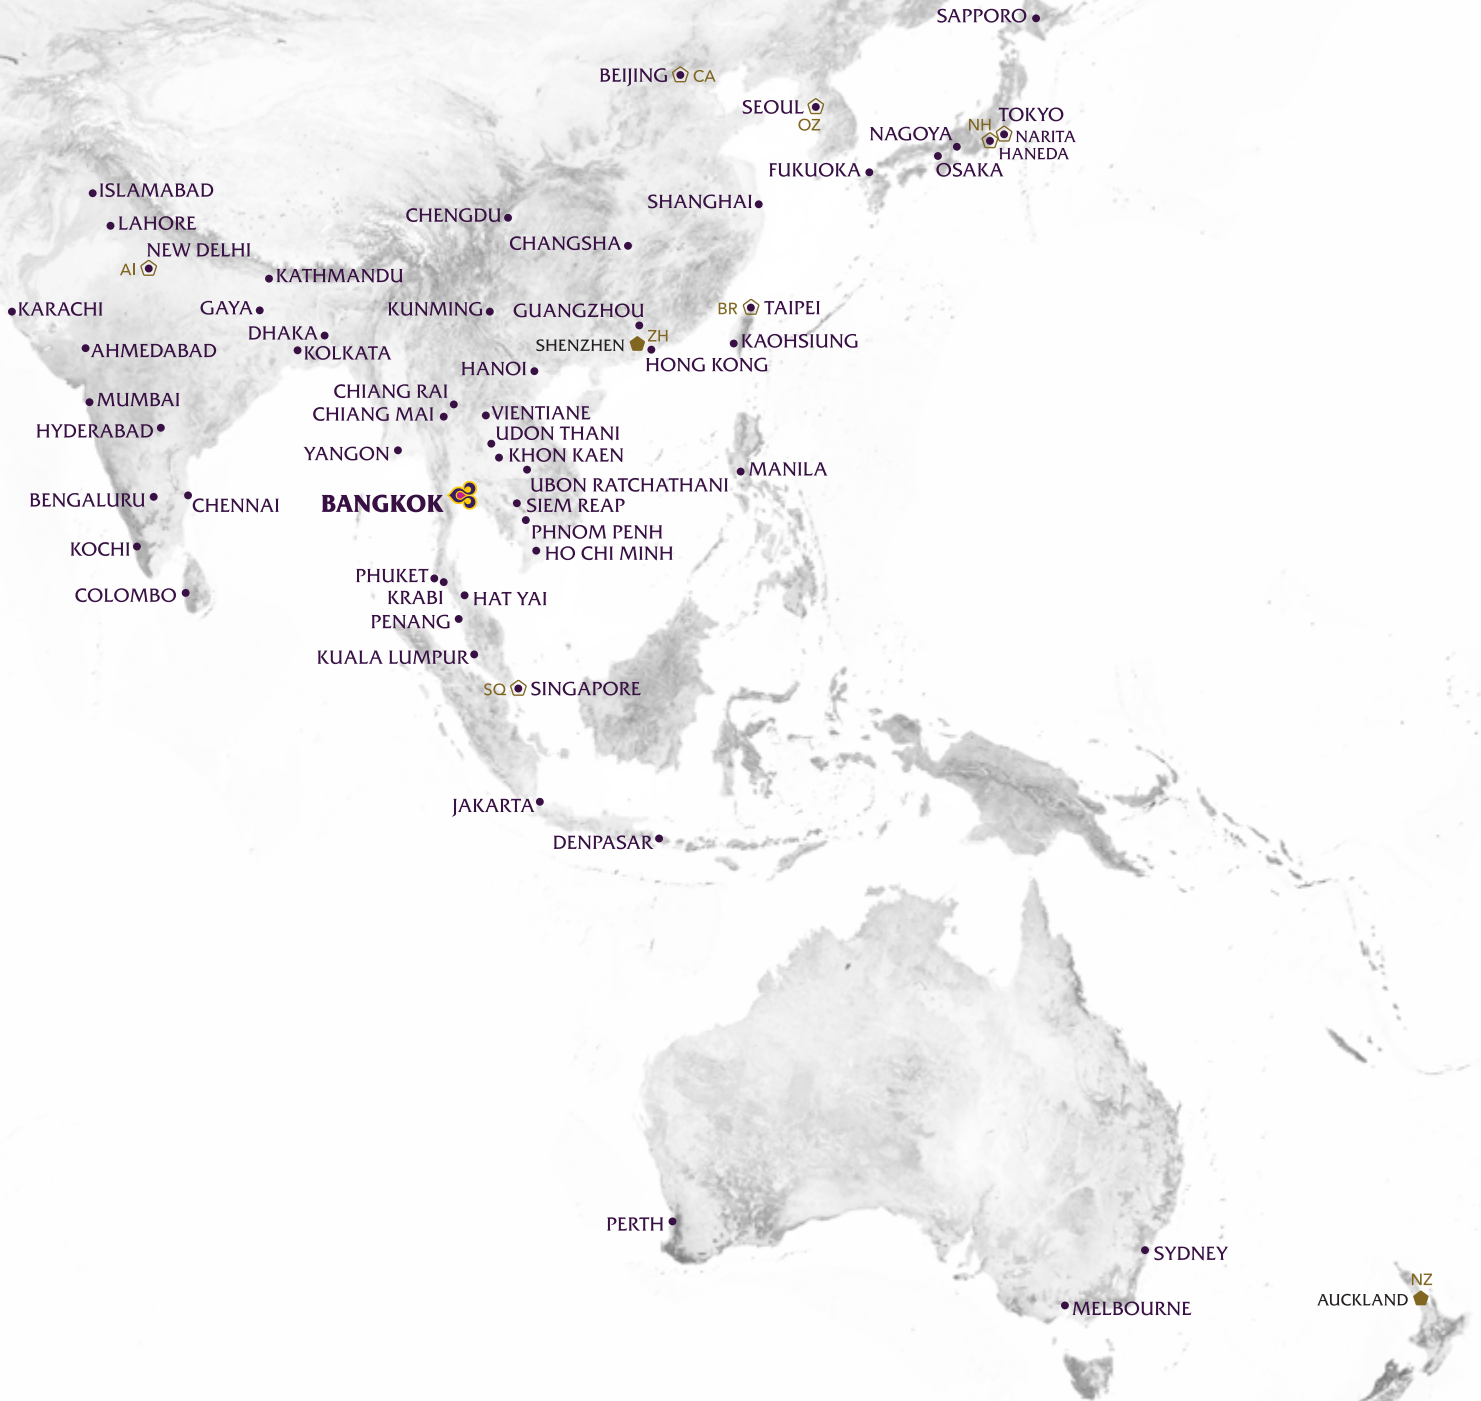 SAPPORO
BEIJING CA
SEOUL
OZ
TOKYO
NH NARITA
HANEDA
NAGOYA
OSAKA
FUKUOKA
ISLAMABAD
SHANGHAI
CHENGDU
LAHORE
CHANGSHA
NEW DELHI
AI
KATHMANDU
KARACHI
GAYA
KUNMING
GUANGZHOU
BR TAIPEI
DHAKA
ZH
SHENZHEN
KAOHSIUNG
AHMEDABAD
KOLKATA
HONG KONG
HANOI
CHIANG RAI
MUMBAI
CHIANG MAI
VIENTIANE
HYDERABAD
UDON THANI
YANGON
KHON KAEN
MANILA
UBON RATCHATHANI
BENGALURU
CHENNAI
BANGKOK
SIEM REAP
PHNOM PENH
KOCHI
HO CHI MINH
PHUKET
COLOMBO
KRABI
HAT YAI
PENANG
KUALA LUMPUR
SQ SINGAPORE
JAKARTA
DENPASAR
PERTH
SYDNEY
NZ
AUCKLAND
MELBOURNE